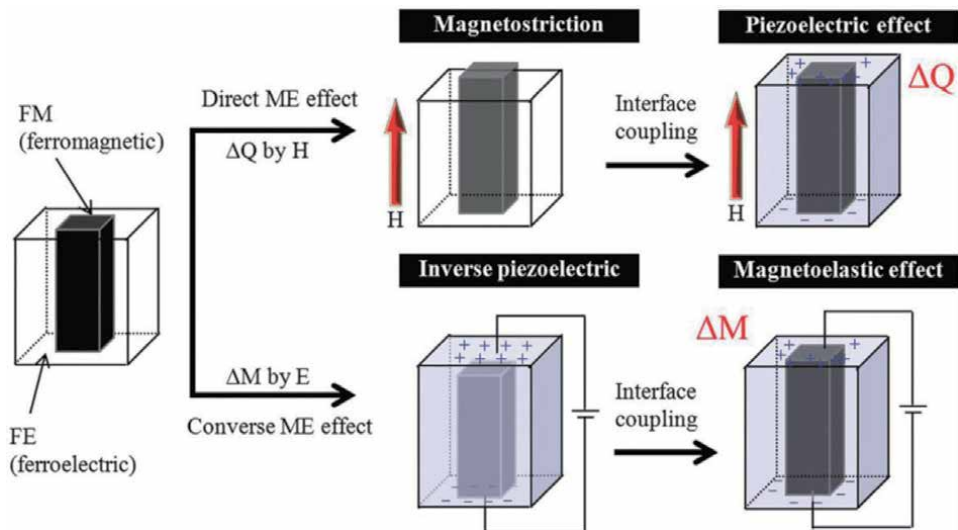 Magnetostriction
Piezoelectric effect
ΔQ
Direct ME effect
ΔQ by H
Interface
coupling
H
H
FM
(ferromagnetic)
Inverse piezoelectric
Magnetoelastic effect
ΔM
ΔM by E
Converse ME effect
Interface
coupling
FE
(ferroelectric)